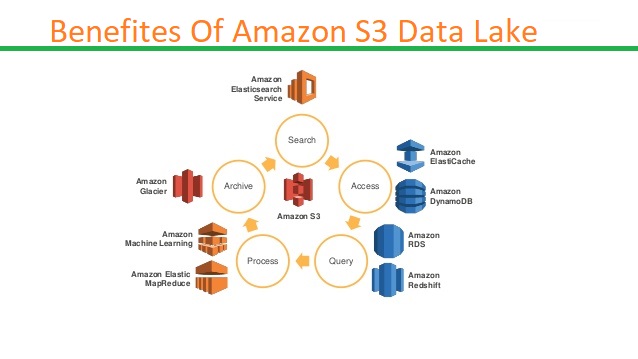 Benefites Of Amazon S3 Data Lake
Amazon
Elasticsearch
Service
Search
Amazon
ElastiCache
Amazon
Glacier
Archive
Access
Amazon
DynamoDB
Amazon S3
Amazon
Machine Learning
Amazon
RDS
Process
Query
Amazon Elastic
MapReduce
Amazon
Redshift